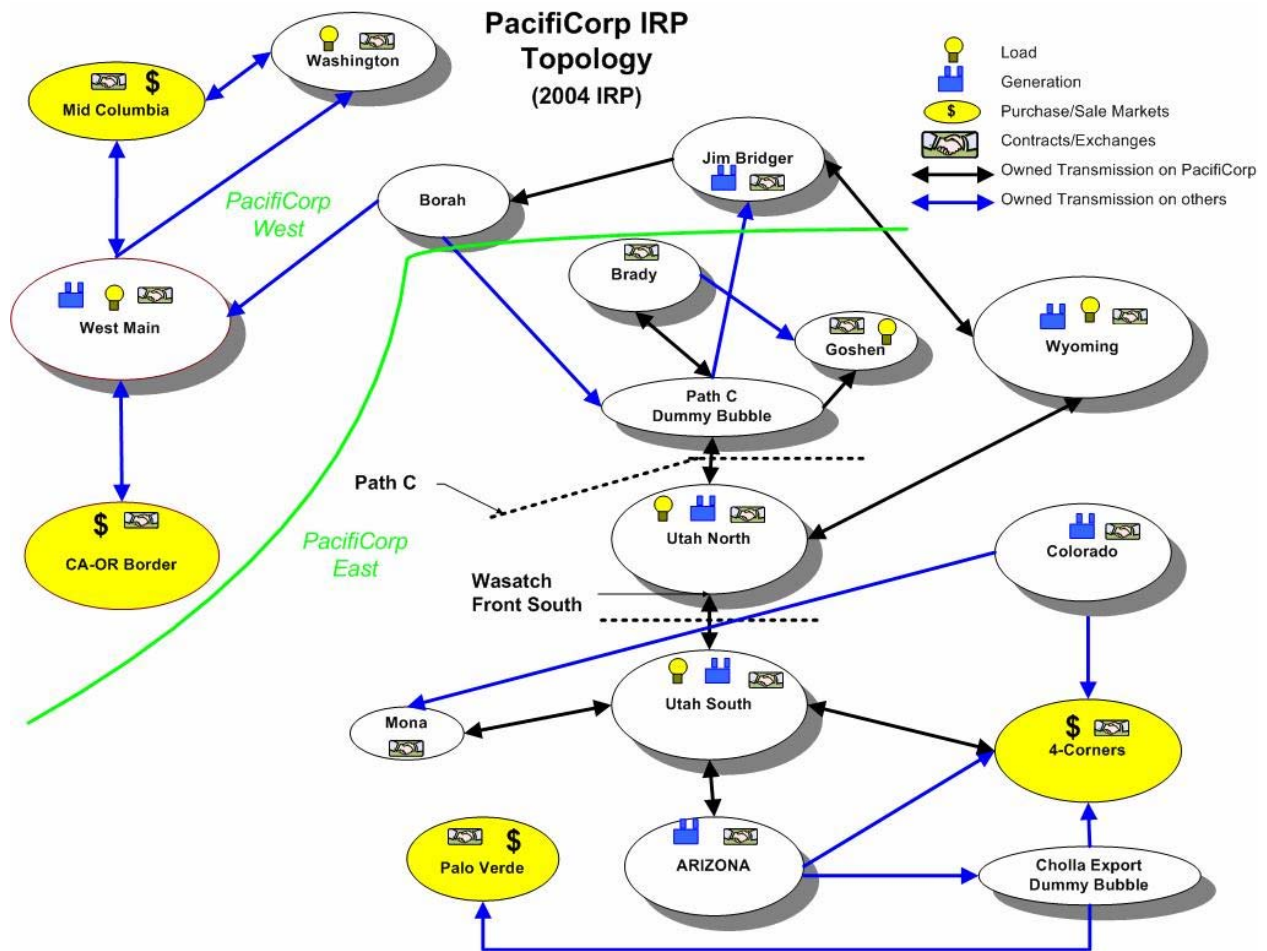 PacifiCorp IRP
Topology
(2004 IRP)
Load
Generation
$
Purchase/Sale Markets
Contracts/Exchanges
Owned Transmission on PacifiCorp
Owned Transmission on others
Washington
$
Mid Columbia
Jim Bridger
Borah
PacifiCorp
West
Brady
Goshen
Wyoming
West Main
Path C
Dummy Bubble
Path C
Utah North
$
CA-OR Border
PacifiCorp
East
Colorado
Wasatch
Front South
Utah South
Mona
$
4-Corners
$
Palo Verde
ARIZONA
Cholla Export
Dummy Bubble